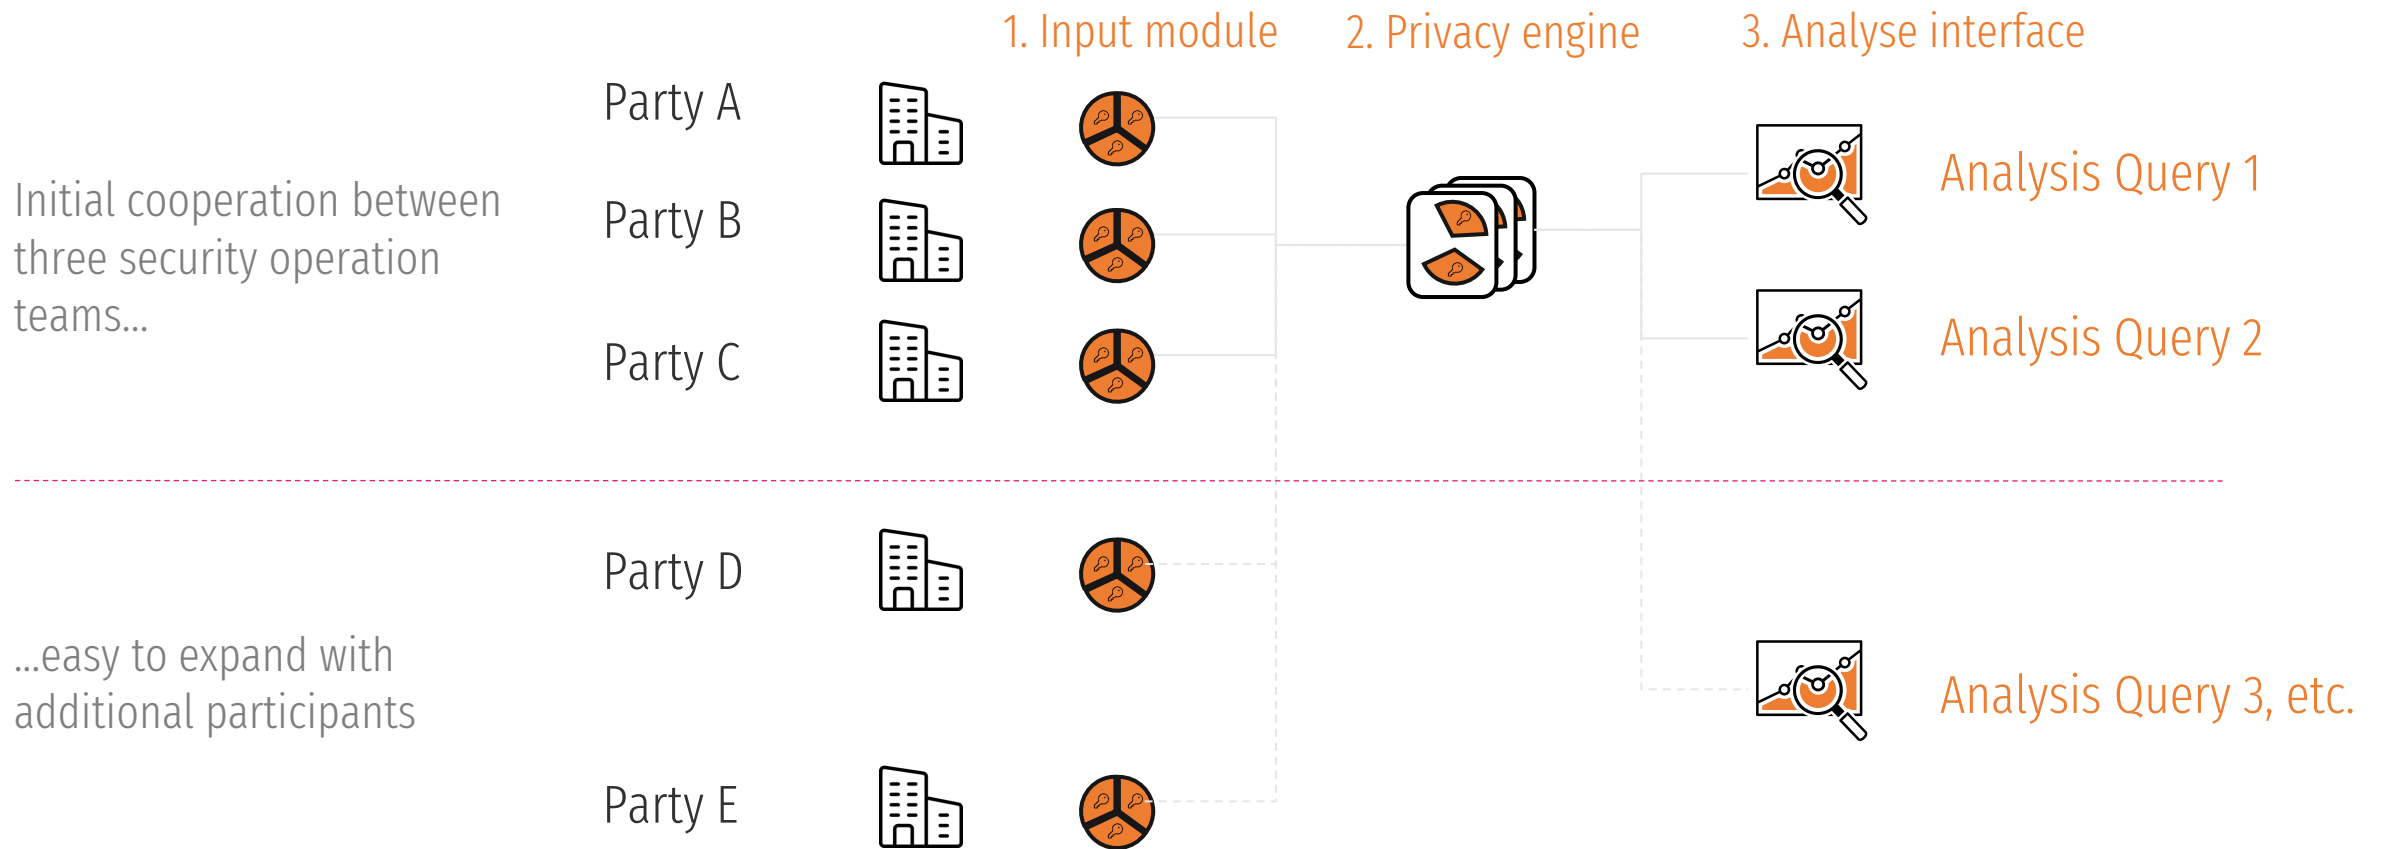 1. Input module
2. Privacy engine
3. Analyse interface
Party A
Party B
Party C
Initial cooperation between
three security operation
teams...
Analysis Query 1
Analysis Query 2
Party D
Party E
...easy to expand with
additional participants
Analysis Query 3, etc.